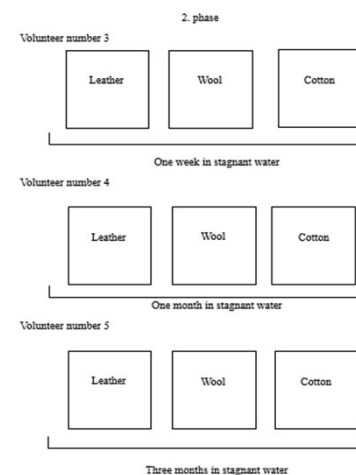 2. phase
Volunteer number 3
Leather Wool Cotton
One week in stagnant water
Volunteer number 4
Leather Wool Cotton
One month in stagnant water
Volunteer number 5
Leather Wool Cotton
Three months in stagnant water